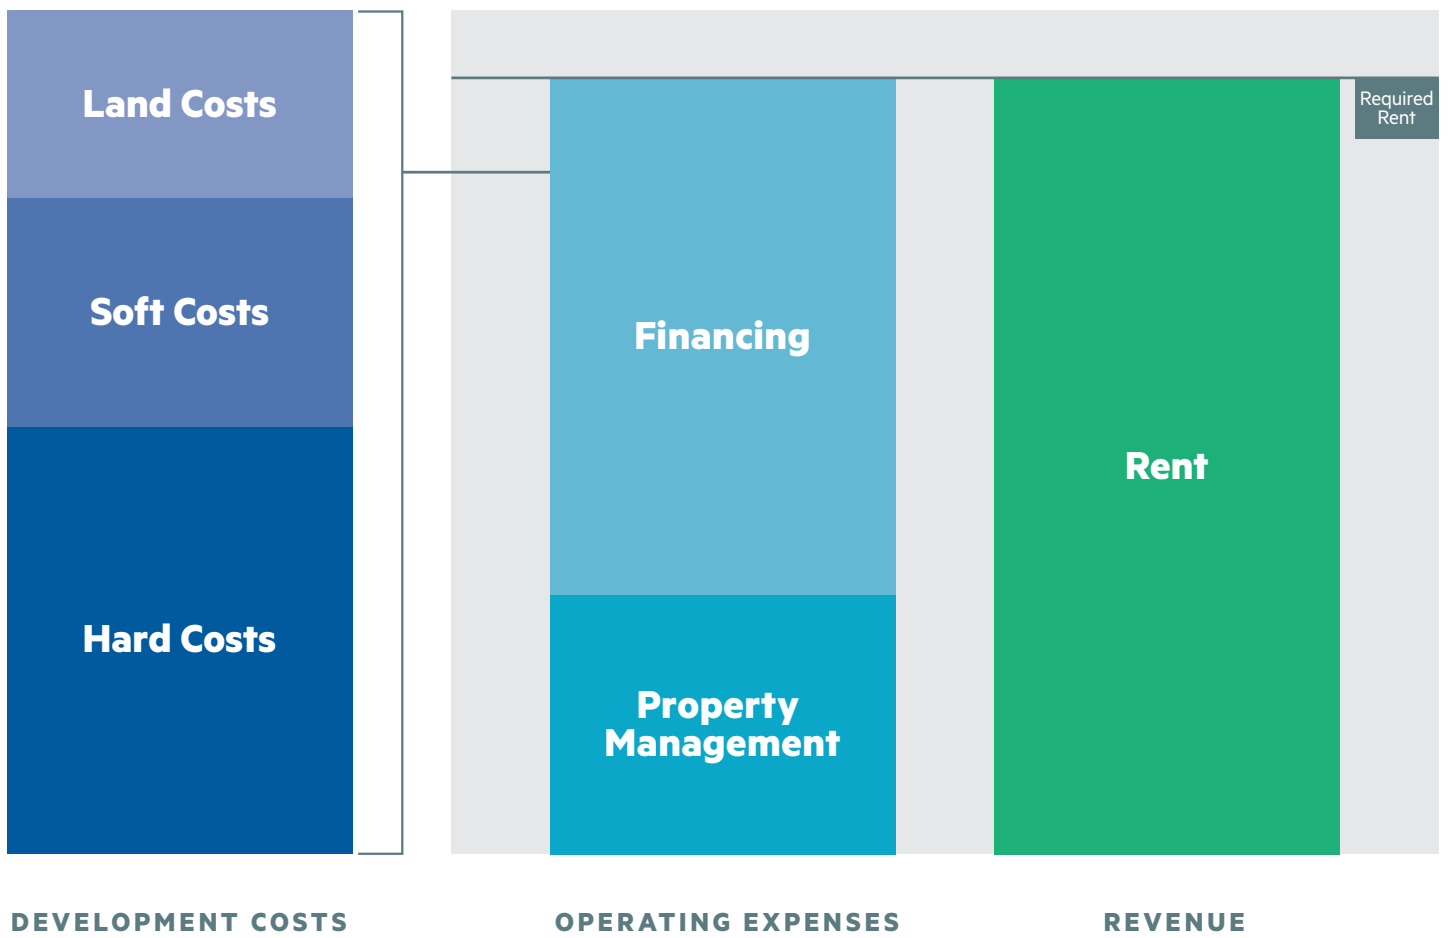 Land Costs
Soft Costs
Hard Costs
Financing
Property
Management
Rent
Required
Rent
DEVELOPMENT COSTS
OPERATING EXPENSES
REVENUE